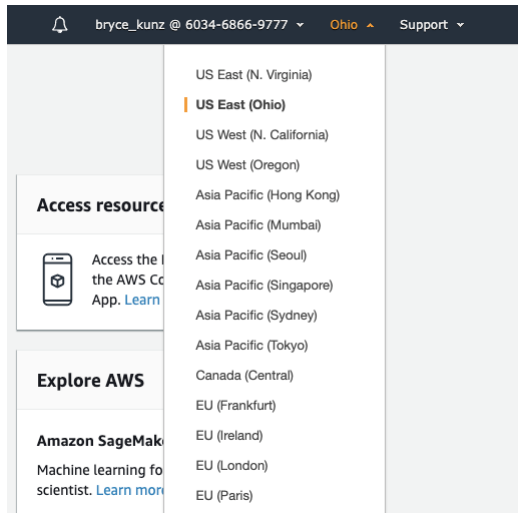 bryce_kunz @ 6034-6866-9777 Ohio Support
US East (N. Virginia)
US East (Ohio)
US West (N. California)
US West (Oregon)
Asia Pacific (Hong Kong)
Asia Pacific (Mumbai)
Asia Pacific (Seoul)
Asia Pacific (Singapore)
Asia Pacific (Sydney)
Asia Pacific (Tokyo)
Canada (Central)
EU (Frankfurt)
EU (Ireland)
EU (London)
EU (Paris)
Access resource
Access the
the AWS Co
App. Learn
Explore AWS
Amazon SageMak
Machine learning fo
scientist. Learn more